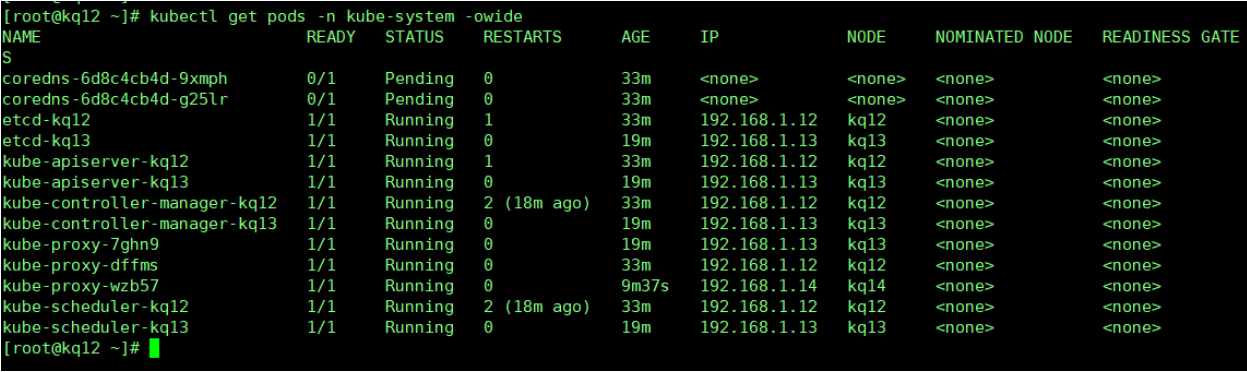 [root@kq12 ~]# kubectl get pods -n kube-system -owide
NAME READY STATUS RESTARTS AGE IP NODE NOMINATED NODE READINESS GATE
S
coredns-6d8c4cb4d-9xmph 0/1 Pending 0 33m <none> <none> <none> <none>
coredns-6d8c4cb4d-g25lr 0/1 Pending 0 33m <none> <none> <none> <none>
etcd-kq12 1/1 Running 1 33m 192.168.1.12 kq12 <none> <none>
etcd-kq13 1/1 Running 0 19m 192.168.1.13 kq13 <none> <none>
kube-apiserver-kq12 1/1 Running 1 33m 192.168.1.12 kq12 <none> <none>
kube-apiserver-kq13 1/1 Running 0 19m 192.168.1.13 kq13 <none> <none>
kube-controller-manager-kq12 1/1 Running 2 (18m ago) 33m 192.168.1.12 kq12 <none> <none>
kube-controller-manager-kq13 1/1 Running 0 19m 192.168.1.13 kq13 <none> <none>
kube-proxy-7ghn9 1/1 Running 0 19m 192.168.1.13 kq13 <none> <none>
kube-proxy-dffms 1/1 Running 0 33m 192.168.1.12 kq12 <none> <none>
kube-proxy-wzb57 1/1 Running 0 9m37s 192.168.1.14 kq14 <none> <none>
kube-scheduler-kq12 1/1 Running 2 (18m ago) 33m 192.168.1.12 kq12 <none> <none>
kube-scheduler-kq13 1/1 Running 0 19m 192.168.1.13 kq13 <none> <none>
[root@kq12 ~]#